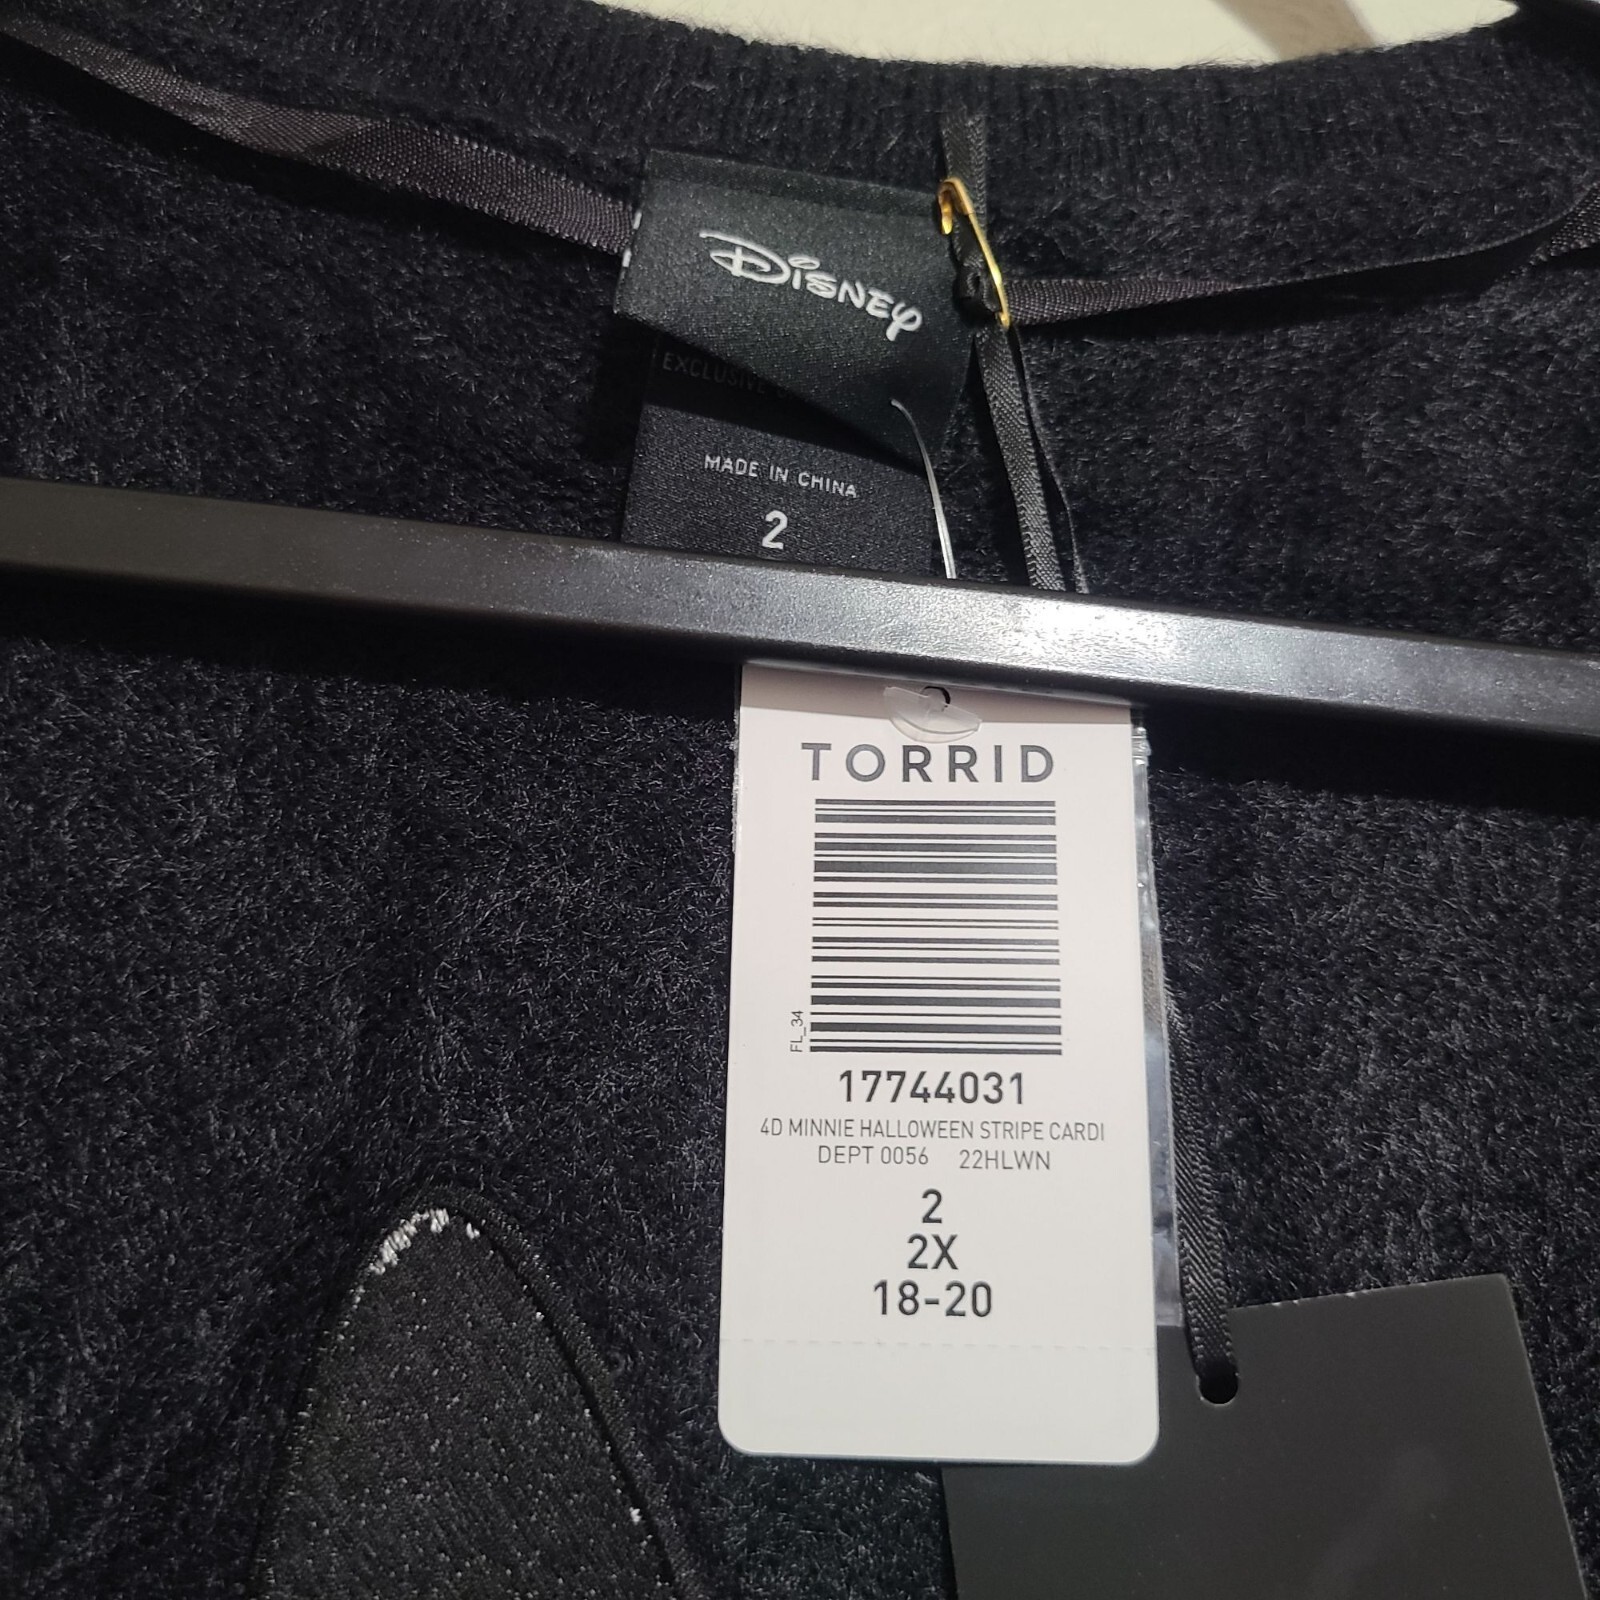 Disney
EXCLUSIVE
MADE IN CHINA
2
TORRID
FL_34
17744031
4D MINNIE HALLOWEEN STRIPE CARDI
DEPT 0056 22HLWN
2
2X
18-20